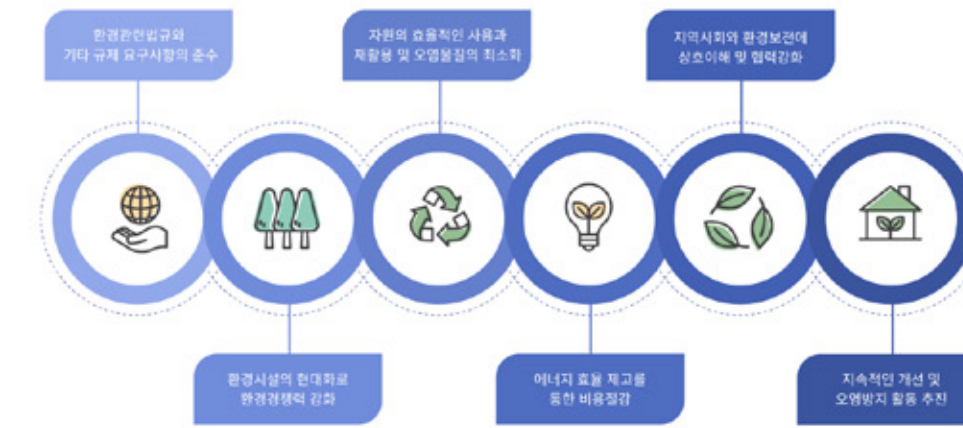 환경관련법규와
기타 규제 요구사항의 준수
환경시설의 현대화로
환경경쟁력 강화
자원의 효율적인 사용과
재활용 및 오염물질의 최소화
에너지 효율 제고를
통한 비용절감
지역사회와 환경보전에
상호이해 및 협력강화
지속적인 개선 및
오염방지 활동 추진